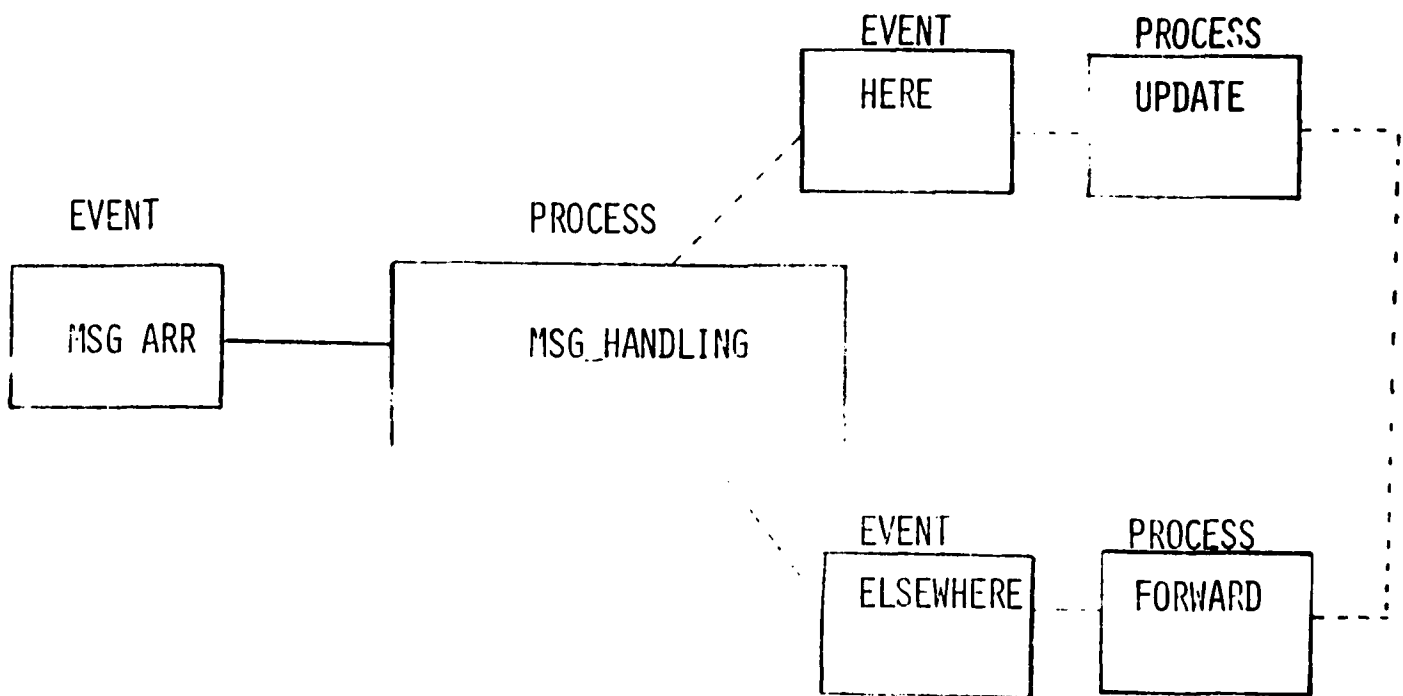 EVENT
PROCESS
HERE
UPDATE
EVENT
PROCESS
MSG ARR
MSG_HANDLING
EVENT
PROCESS
ELSEWHERE
FORWARD